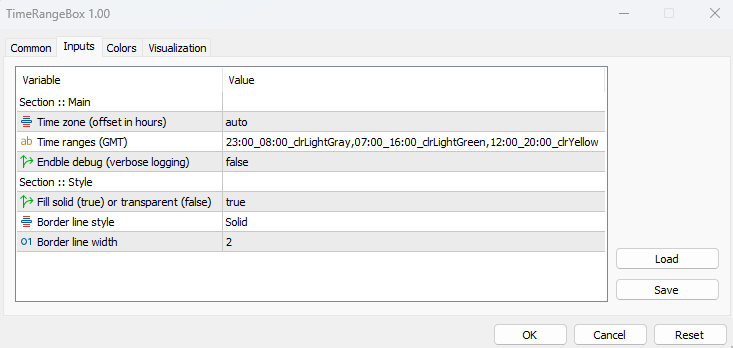 TimeRangeBox 1.00
Common Inputs Colors Visualization
Variable Value
Section :: Main
Time zone (offset in hours) auto
ab Time ranges (GMT) 23:00_08:00_clrLightGray,07:00_16:00_clrLightGreen,12:00_20:00_clrYellow
Endble debug (verbose logging) false
Section :: Style
Fill solid (true) or transparent (false) true
Border line style Solid
01 Border line width 2
Load
Save
OK Cancel Reset